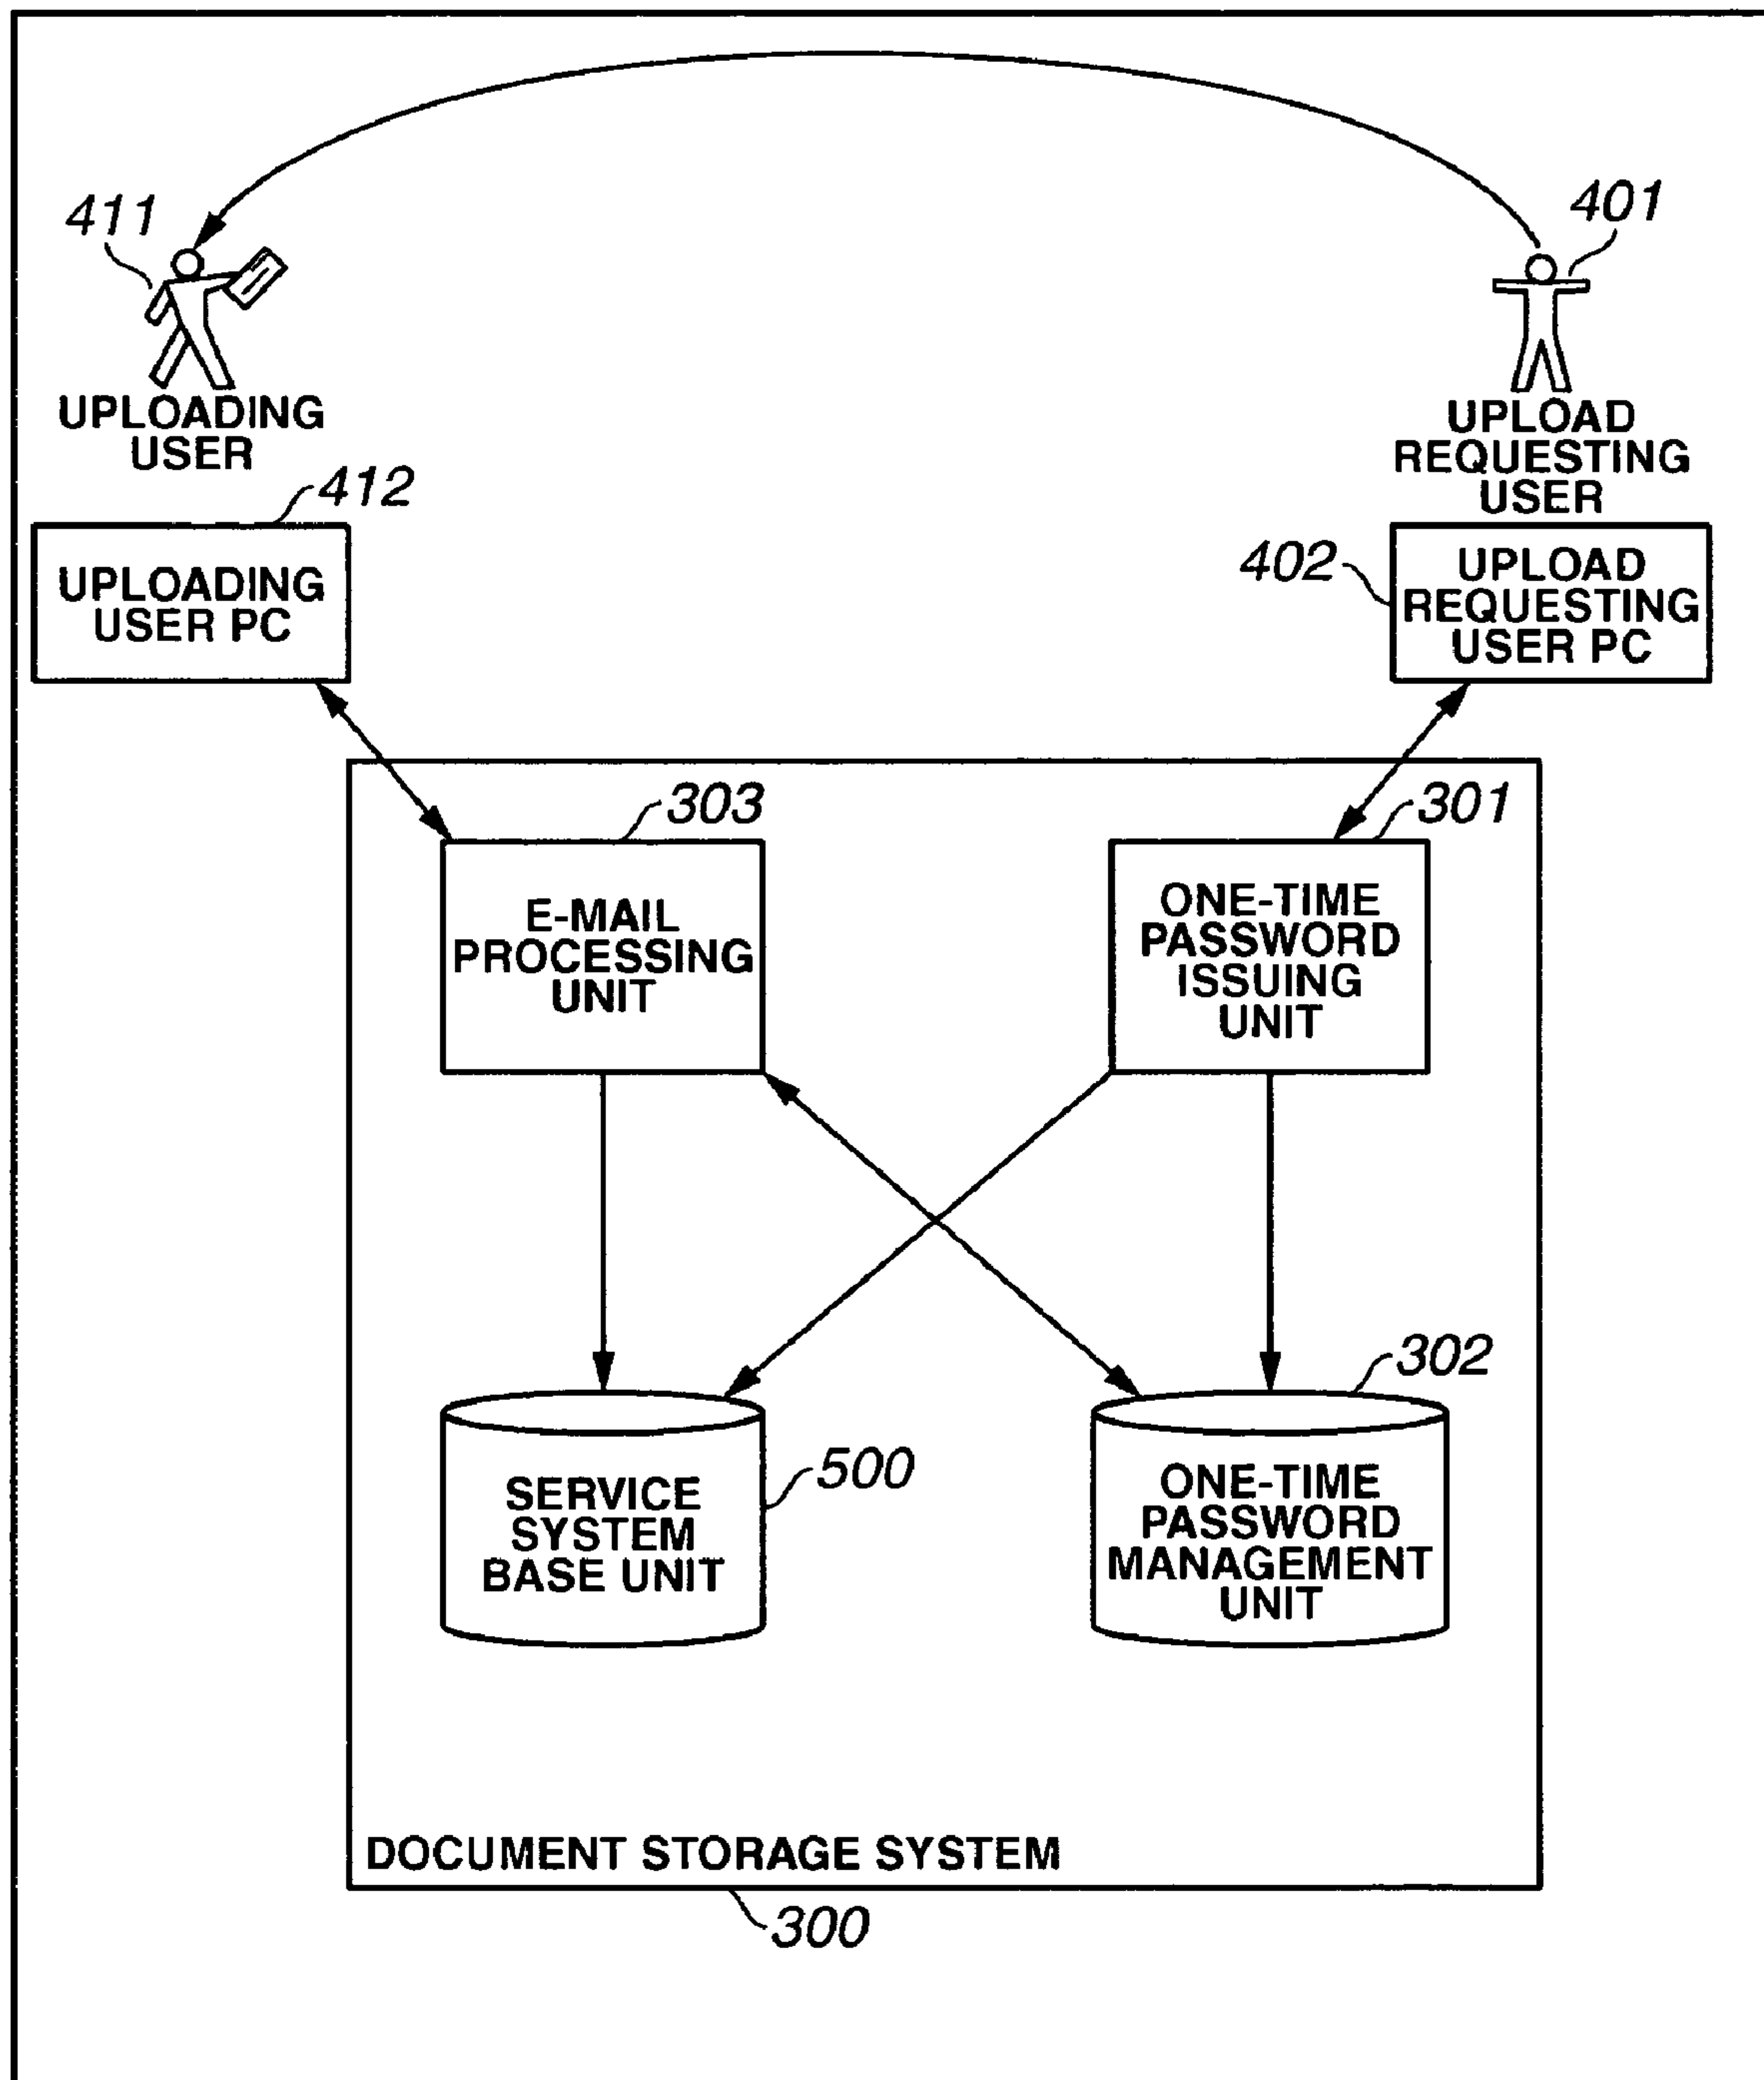 411
401
UPLOADING
USER
UPLOAD
REQUESTING
USER
412
UPLOADING
USER PC
402
UPLOAD
REQUESTING
USER PC
303
301
E-MAIL
PROCESSING
UNIT
ONE-TIME
PASSWORD
ISSUING
UNIT
302
500
SERVICE
SYSTEM
BASE UNIT
ONE-TIME
PASSWORD
MANAGEMENT
UNIT
DOCUMENT STORAGE SYSTEM
300